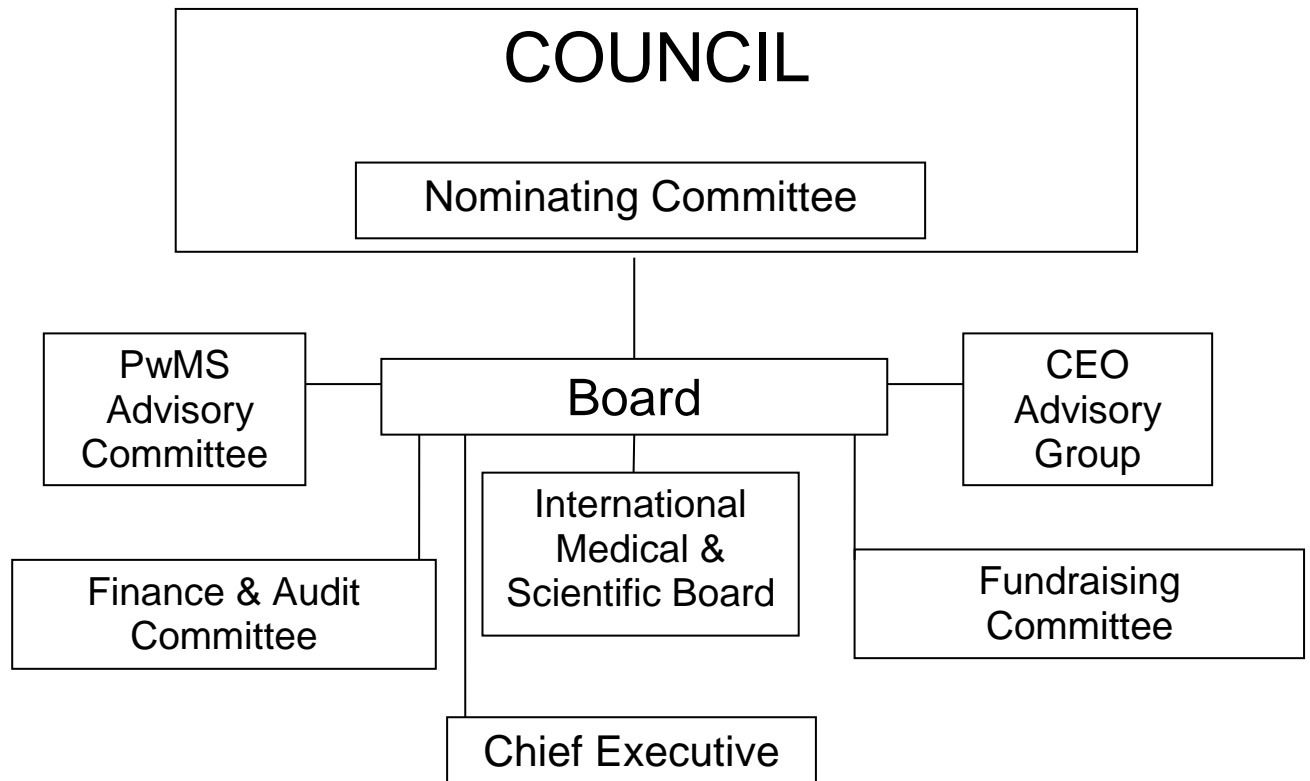 COUNCIL
Nominating Committee
PwMS
Advisory
Committee
Board
CEO
Advisory
Group
International
Medical &
Scientific Board
Finance & Audit
Committee
Fundraising
Committee
Chief Executive